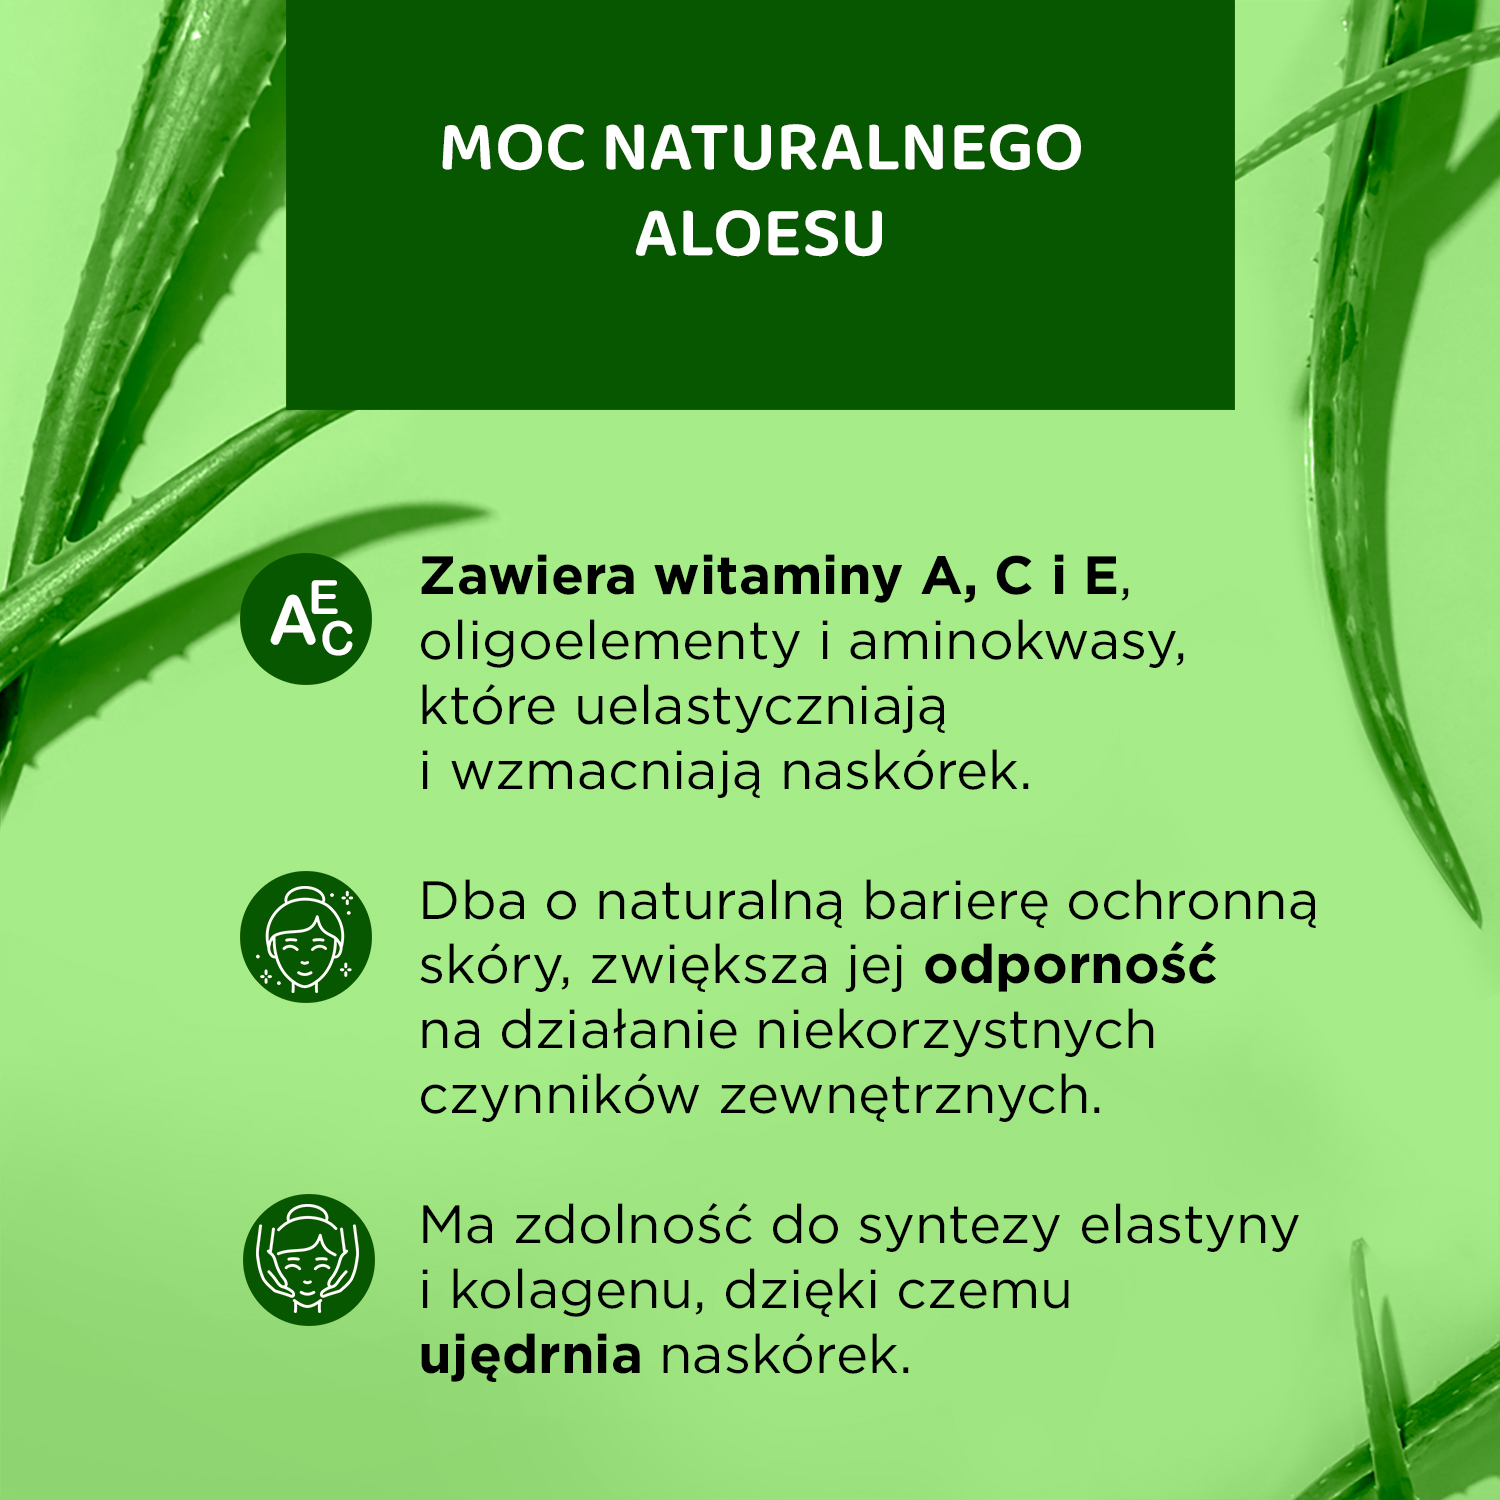 MOC NATURALNEGO
ALOESU
A E C
Zawiera witaminy A, C i E,
oligoelementy i aminokwasy,
które uelastyczniają
i wzmacniają naskórek.
Dba o naturalną barierę ochronną
skóry, zwiększa jej odporność
na działanie niekorzystnych
czynników zewnętrznych.
Ma zdolność do syntezy elastyny
i kolagenu, dzięki czemu
ujędrnia naskórek.